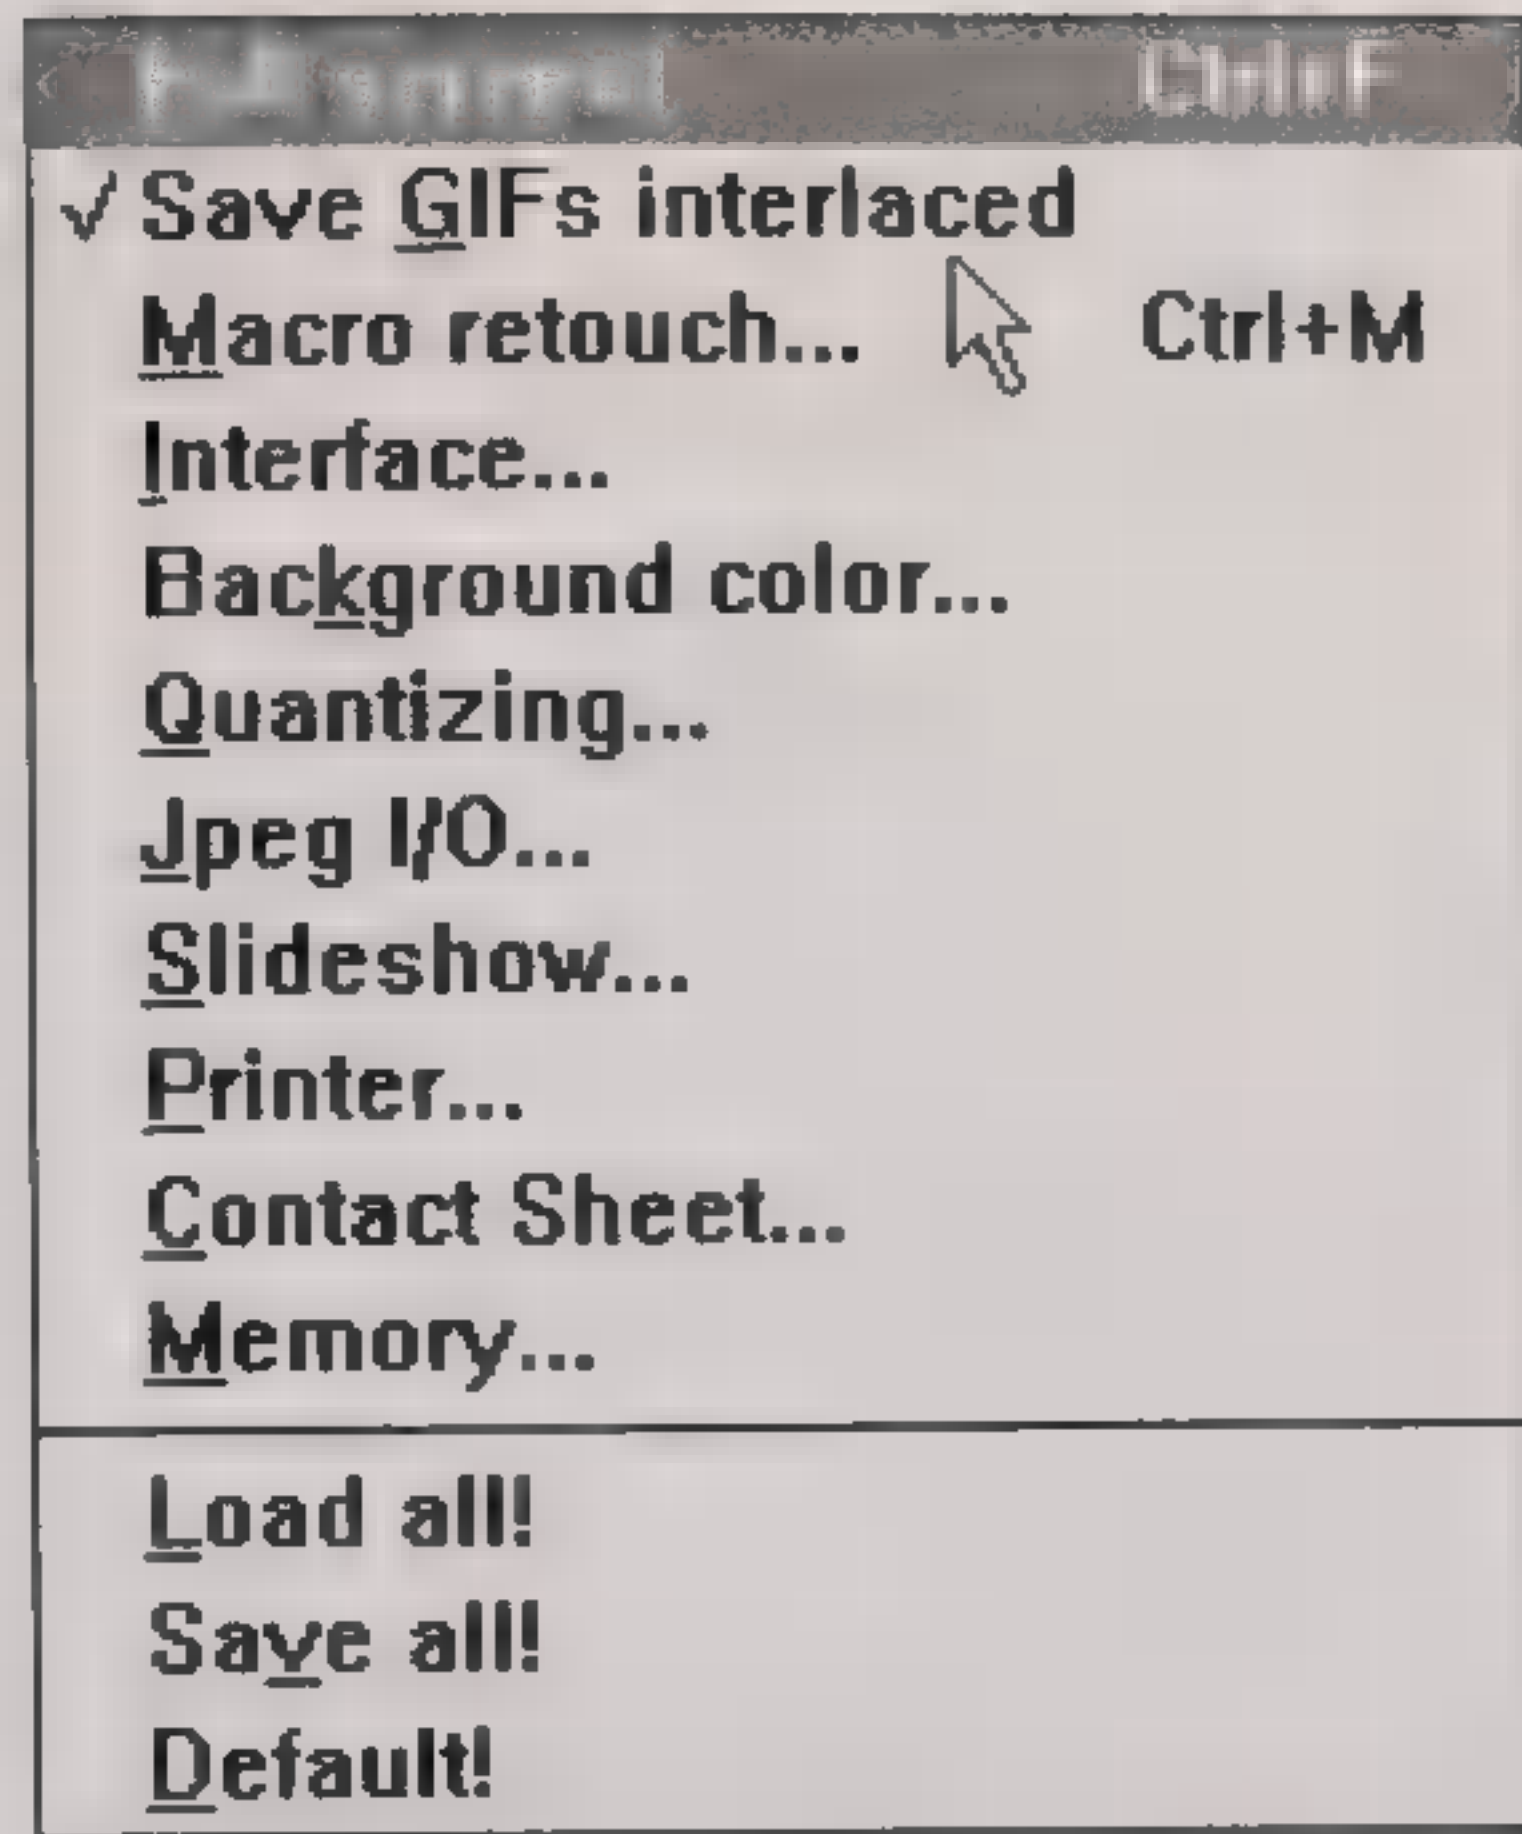 Ctrl+F
Save GIFs interlaced
Macro retouch... Ctrl+M
Interface...
Background color...
Quantizing...
Jpeg I/O...
Slideshow...
Printer...
Contact Sheet...
Memory...
Load all!
Save all!
Default!